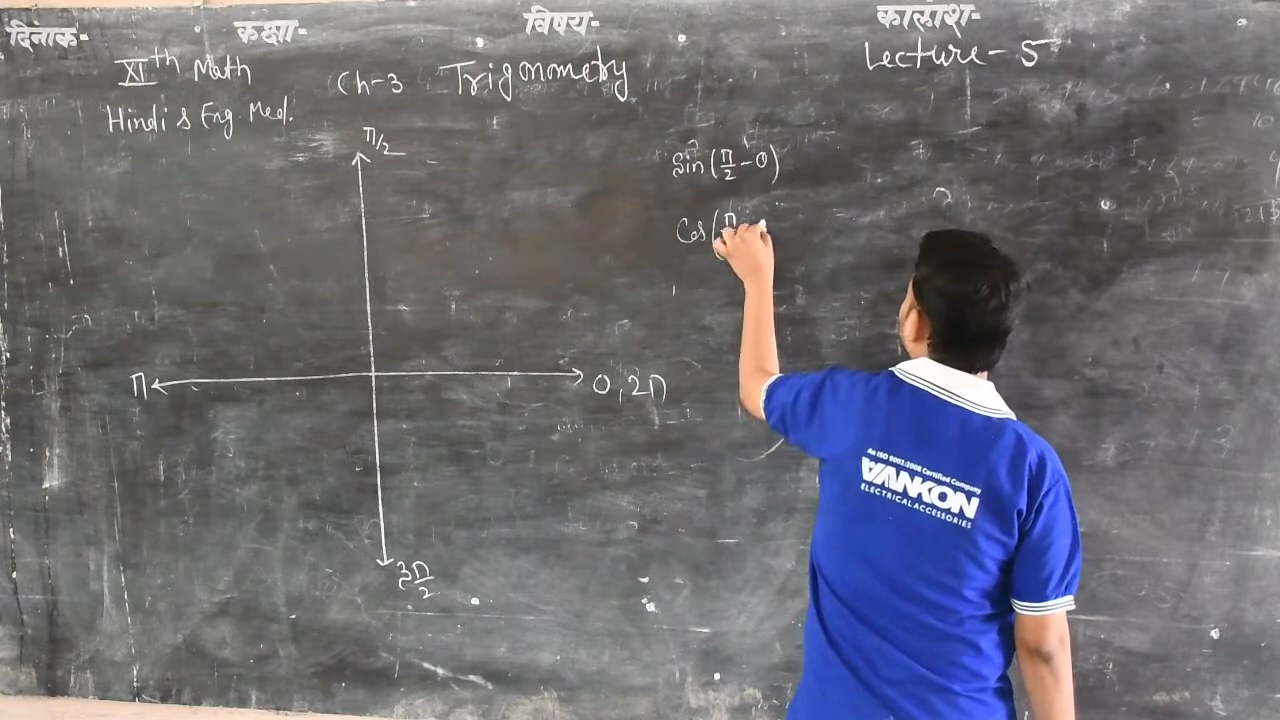 दिनाक- कक्षा- विषय- कालांश-
XIth Math Ch-3 Trigonometry Lecture-5
Hindi & Eng. Med.
π/2
Sin(π/2-θ)
Cos(π
π 0,2π
3π/2
An ISO 9001:2008 Certified Company
VANKON
ELECTRICAL ACCESSORIES